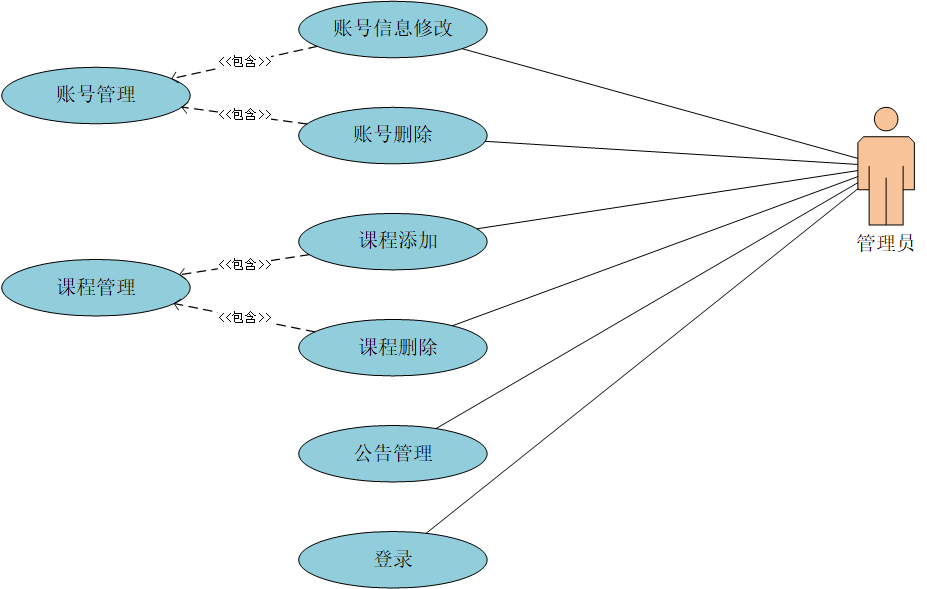 账号信息修改
<<包含>>
账号管理
<<包含>>
账号删除
课程添加
管理员
<<包含>>
课程管理
<<包含>>
课程删除
公告管理
登录